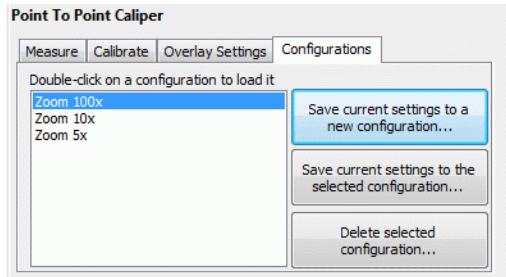 Point To Point Caliper
Measure Calibrate Overlay Settings Configurations
Double-click on a configuration to load it
Zoom 100x
Zoom 10x
Zoom 5x
Save current settings to a
new configuration...
Save current settings to the
selected configuration...
Delete selected
configuration...